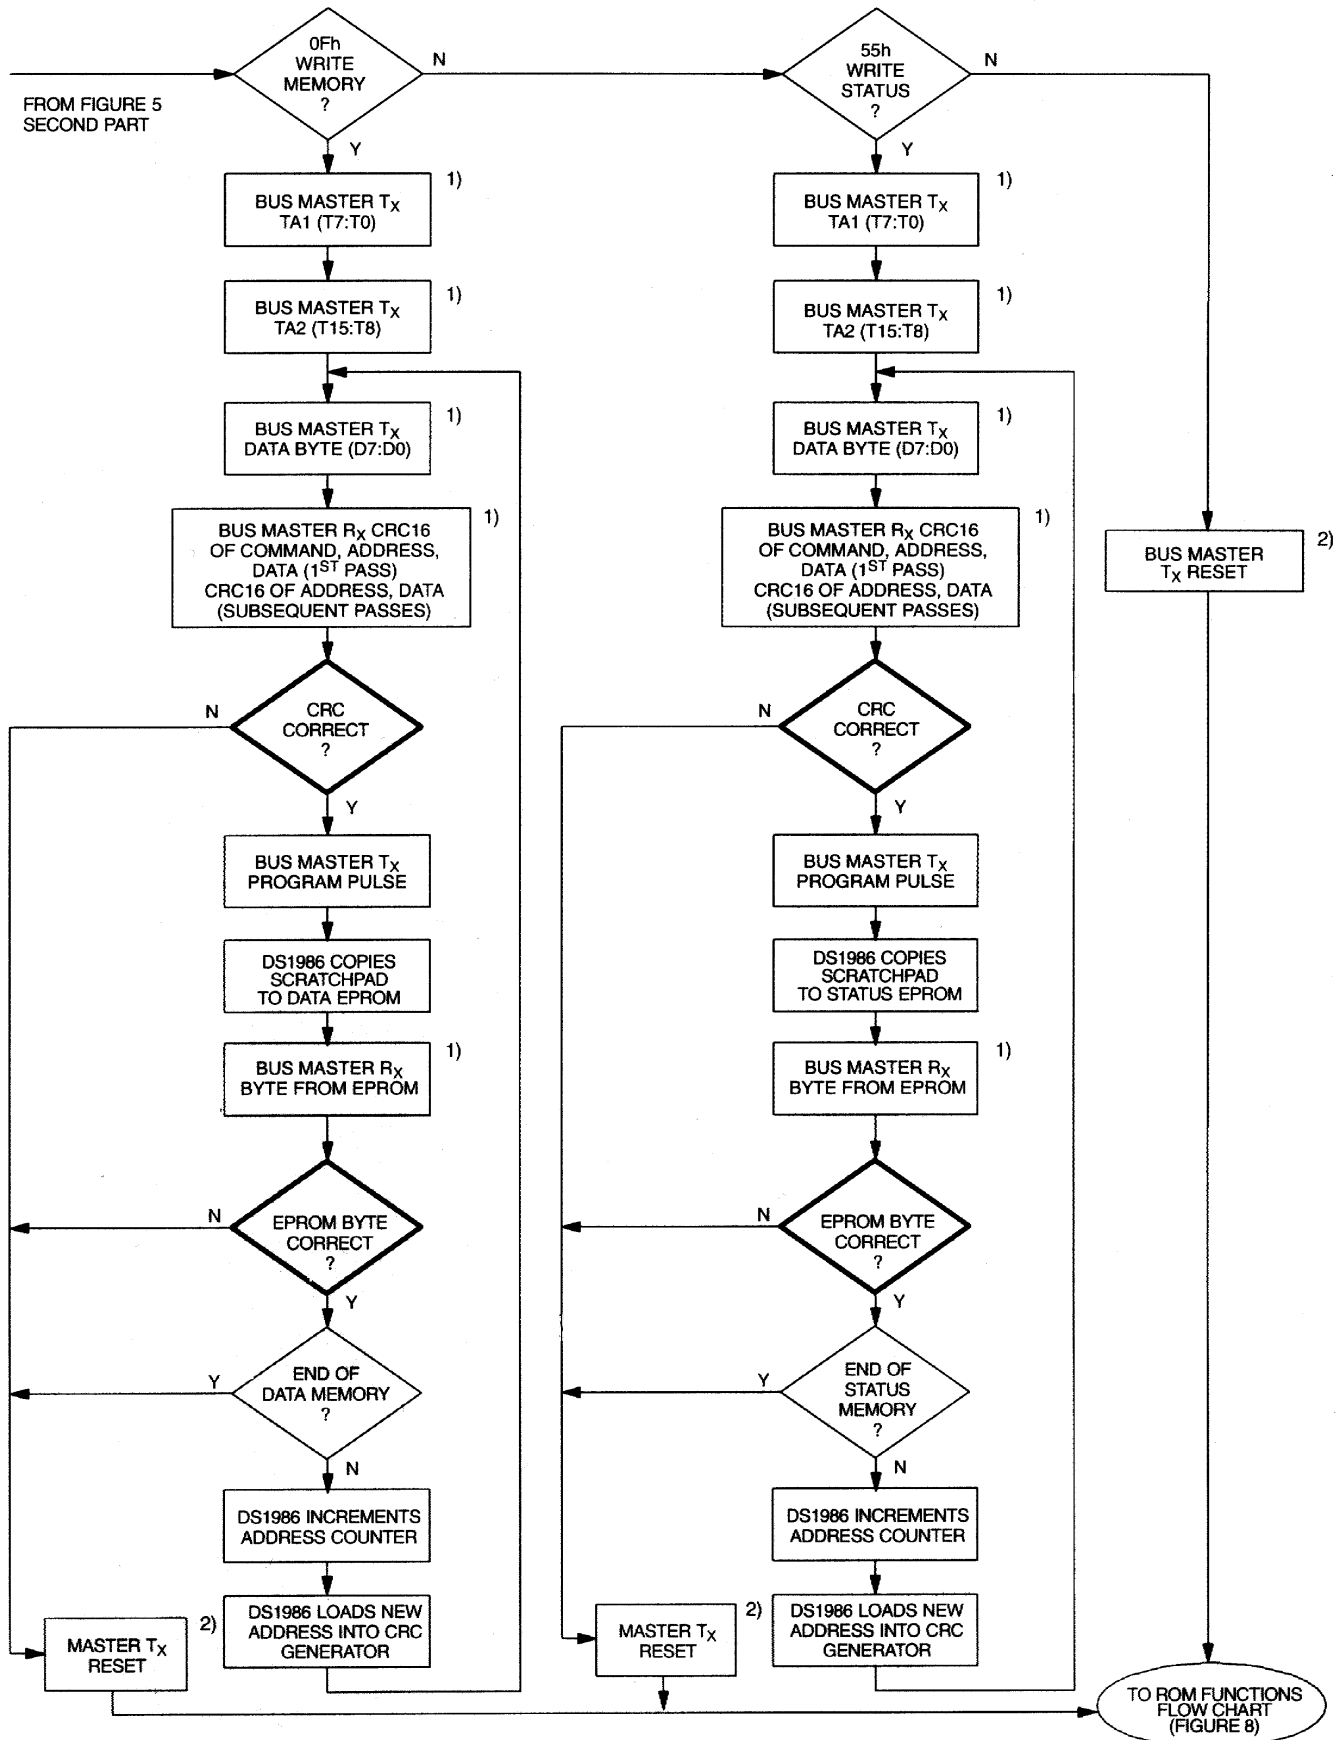 0Fh
WRITE
MEMORY
?
N
55h
WRITE
STATUS
?
N
FROM FIGURE 5
SECOND PART
Y
Y
BUS MASTER TX
TA1 (T7:T0)
1)
BUS MASTER TX
TA1 (T7:T0)
1)
BUS MASTER TX
TA2 (T15:T8)
1)
BUS MASTER TX
TA2 (T15:T8)
1)
BUS MASTER TX
DATA BYTE (D7:D0)
1)
BUS MASTER TX
DATA BYTE (D7:D0)
1)
BUS MASTER RX CRC16
OF COMMAND, ADDRESS,
DATA (1ST PASS)
CRC16 OF ADDRESS, DATA
(SUBSEQUENT PASSES)
1)
BUS MASTER RX CRC16
OF COMMAND, ADDRESS,
DATA (1ST PASS)
CRC16 OF ADDRESS, DATA
(SUBSEQUENT PASSES)
1)
BUS MASTER
TX RESET
2)
N
CRC
CORRECT
?
N
CRC
CORRECT
?
Y
Y
BUS MASTER TX
PROGRAM PULSE
BUS MASTER TX
PROGRAM PULSE
DS1986 COPIES
SCRATCHPAD
TO DATA EPROM
DS1986 COPIES
SCRATCHPAD
TO STATUS EPROM
BUS MASTER RX
BYTE FROM EPROM
1)
BUS MASTER RX
BYTE FROM EPROM
1)
N
EPROM BYTE
CORRECT
?
N
EPROM BYTE
CORRECT
?
Y
Y
Y
END OF
DATA MEMORY
?
Y
END OF
STATUS
MEMORY
?
N
N
DS1986 INCREMENTS
ADDRESS COUNTER
DS1986 INCREMENTS
ADDRESS COUNTER
MASTER TX
RESET
2)
DS1986 LOADS NEW
ADDRESS INTO CRC
GENERATOR
MASTER TX
RESET
2)
DS1986 LOADS NEW
ADDRESS INTO CRC
GENERATOR
TO ROM FUNCTIONS
FLOW CHART
(FIGURE 8)